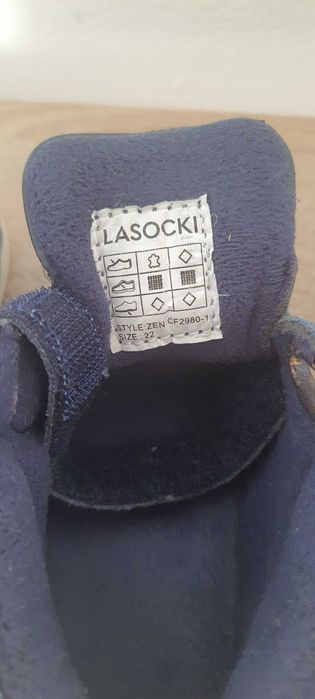 LASOCKI
STYLE:ZEN CF2980-1
SIZE : 22